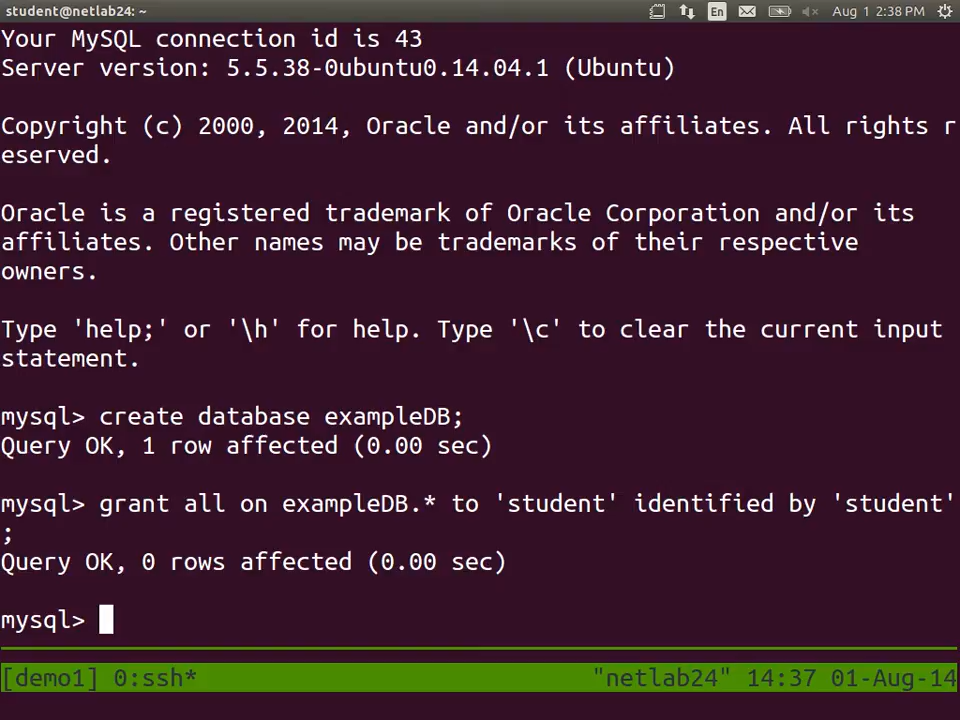 student@netlab24: ~
En
Aug 1 2:38 PM
Your MySQL connection id is 43
Server version: 5.5.38-0ubuntu0.14.04.1 (Ubuntu)
Copyright (c) 2000, 2014, Oracle and/or its affiliates. All rights r
eserved.
Oracle is a registered trademark of Oracle Corporation and/or its
affiliates. Other names may be trademarks of their respective
owners.
Type 'help;' or '\h' for help. Type '\c' to clear the current input
statement.
mysql> create database exampleDB;
Query OK, 1 row affected (0.00 sec)
mysql> grant all on exampleDB.* to 'student' identified by 'student'
;
Query OK, 0 rows affected (0.00 sec)
mysql>
[demo1] 0:ssh* "netlab24" 14:37 01-Aug-14